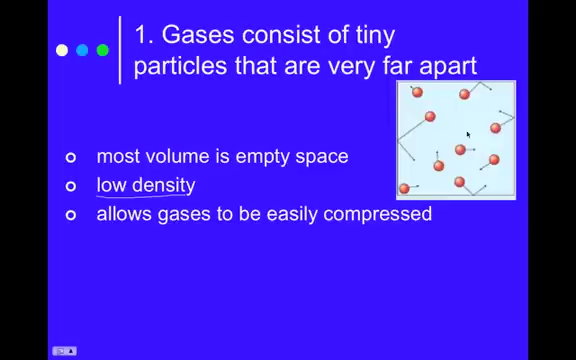 1. Gases consist of tiny
particles that are very far apart
most volume is empty space
low density
allows gases to be easily compressed